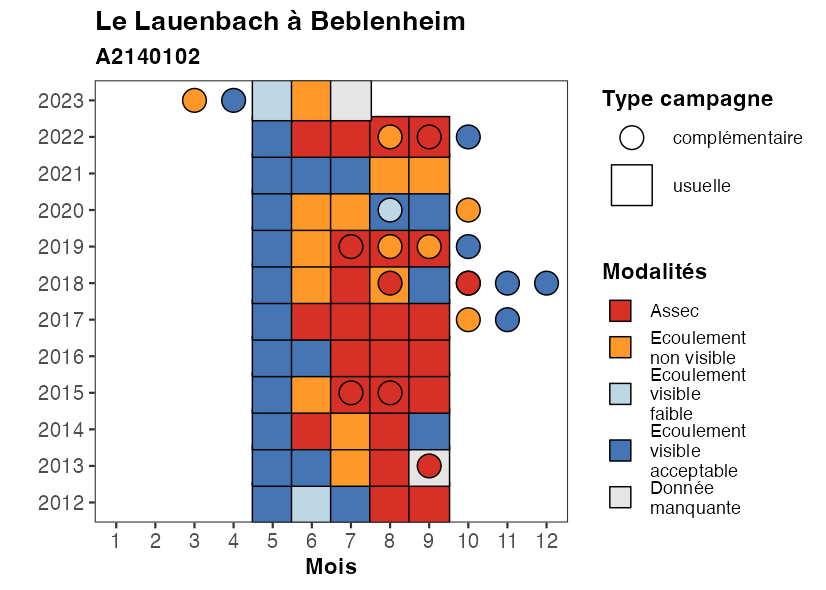 Le Lauenbach à Beblenheim
A2140102
2023
2022
2021
2020
2019
2018
2017
2016
2015
2014
2013
2012
1 2 3 4 5 6 7 8 9 10 11 12
Mois
Type campagne
complémentaire
usuelle
Modalités
Assec
Ecoulement
non visible
Ecoulement
visible
faible
Ecoulement
visible
acceptable
Donnée
manquante